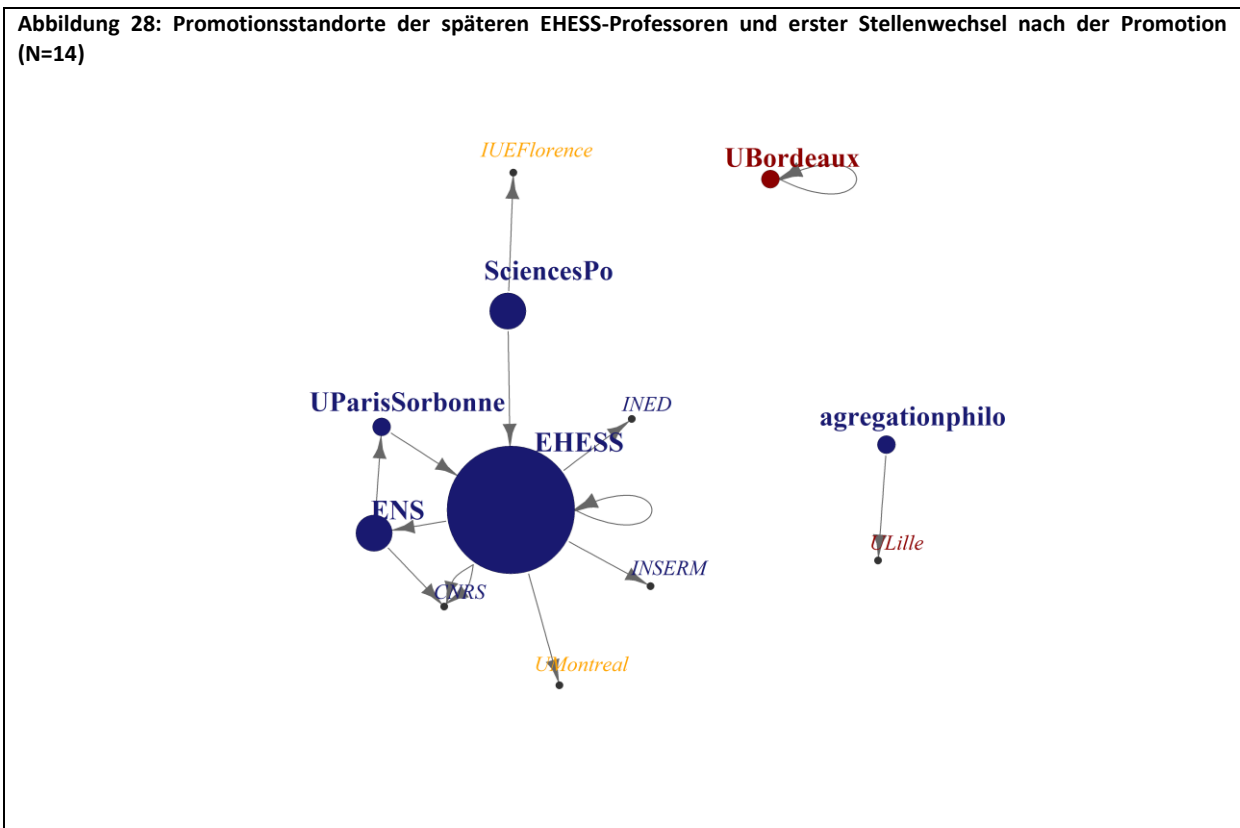 Abbildung 28: Promotionsstandorte der späteren EHESS-Professoren und erster Stellenwechsel nach der Promotion
(N=14)
IUEFlorence
UBordeaux
SciencesPo
UParisSorbonne
INED
agregationphilo
EHESS
ENS
ULille
INSERM
CNRS
UMontreal